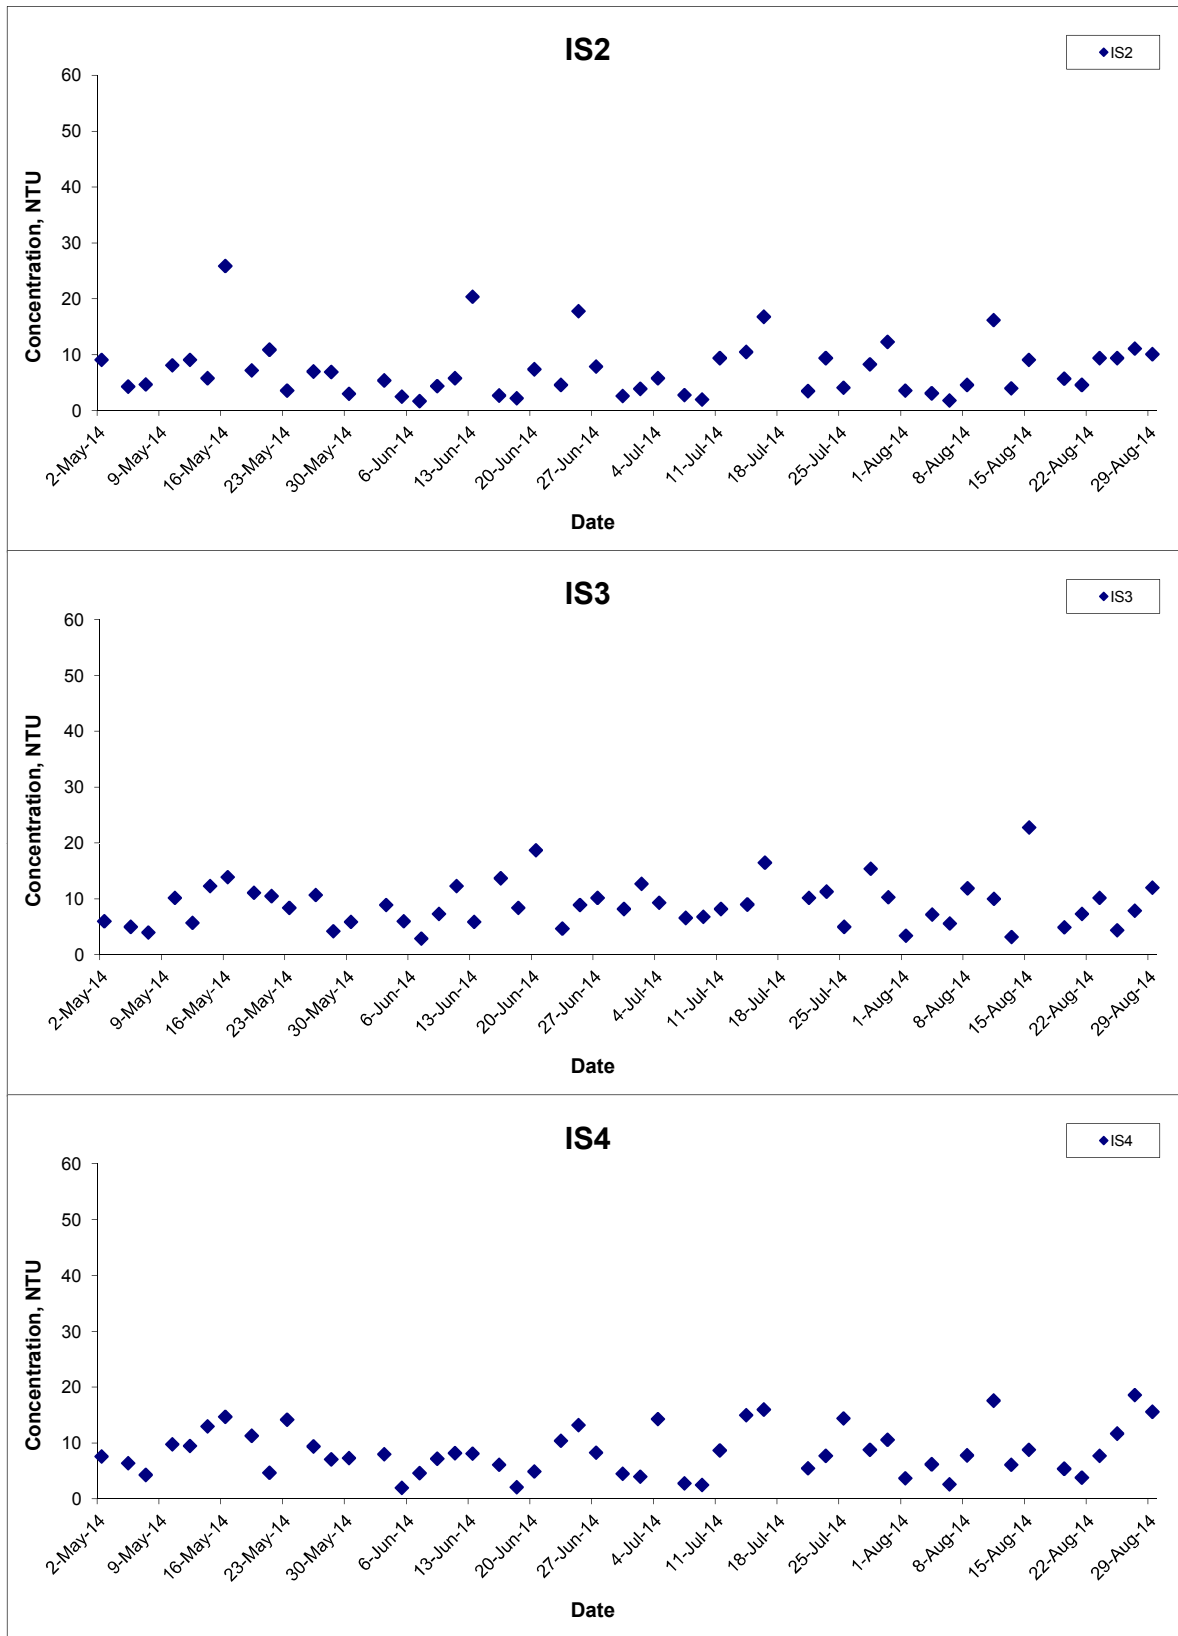 IS2
IS2
60
50
40
30
20
10
0
Concentration, NTU
2-May-14 9-May-14 16-May-14 23-May-14 30-May-14 6-Jun-14 13-Jun-14 20-Jun-14 27-Jun-14 4-Jul-14 11-Jul-14 18-Jul-14 25-Jul-14 1-Aug-14 8-Aug-14 15-Aug-14 22-Aug-14 29-Aug-14
Date
IS3
IS3
60
50
40
30
20
10
0
Concentration, NTU
2-May-14 9-May-14 16-May-14 23-May-14 30-May-14 6-Jun-14 13-Jun-14 20-Jun-14 27-Jun-14 4-Jul-14 11-Jul-14 18-Jul-14 25-Jul-14 1-Aug-14 8-Aug-14 15-Aug-14 22-Aug-14 29-Aug-14
Date
IS4
IS4
60
50
40
30
20
10
0
Concentration, NTU
2-May-14 9-May-14 16-May-14 23-May-14 30-May-14 6-Jun-14 13-Jun-14 20-Jun-14 27-Jun-14 4-Jul-14 11-Jul-14 18-Jul-14 25-Jul-14 1-Aug-14 8-Aug-14 15-Aug-14 22-Aug-14 29-Aug-14
Date